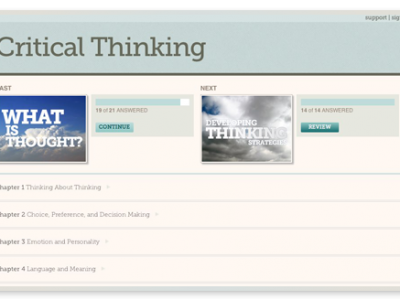 support | sig
Critical Thinking
AST
NEXT
WHAT
IS
THOUGHT?
19 of 21 ANSWERED
CONTINUE
DEVELOPING
THINKING
STRATEGIES
14 of 14 ANSWERED
REVIEW
hapter 1 Thinking About Thinking
hapter 2 Choice, Preference, and Decision Making
hapter 3 Emotion and Personality
hapter 4 Language and Meaning